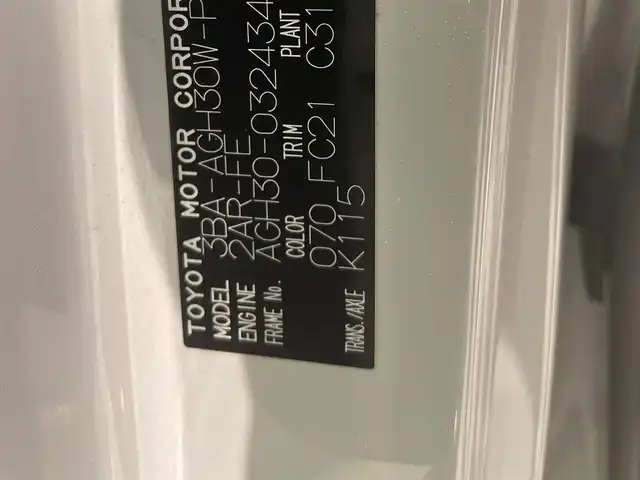 TOYOTA MOTOR CORPOR
MODEL 3BA-AGH30W-P
ENGINE 2AR-FE
FRAME No. AGH30-032434
COLOR TRIM PLANT
070 FC21 C31
TRANS./AXLE K115